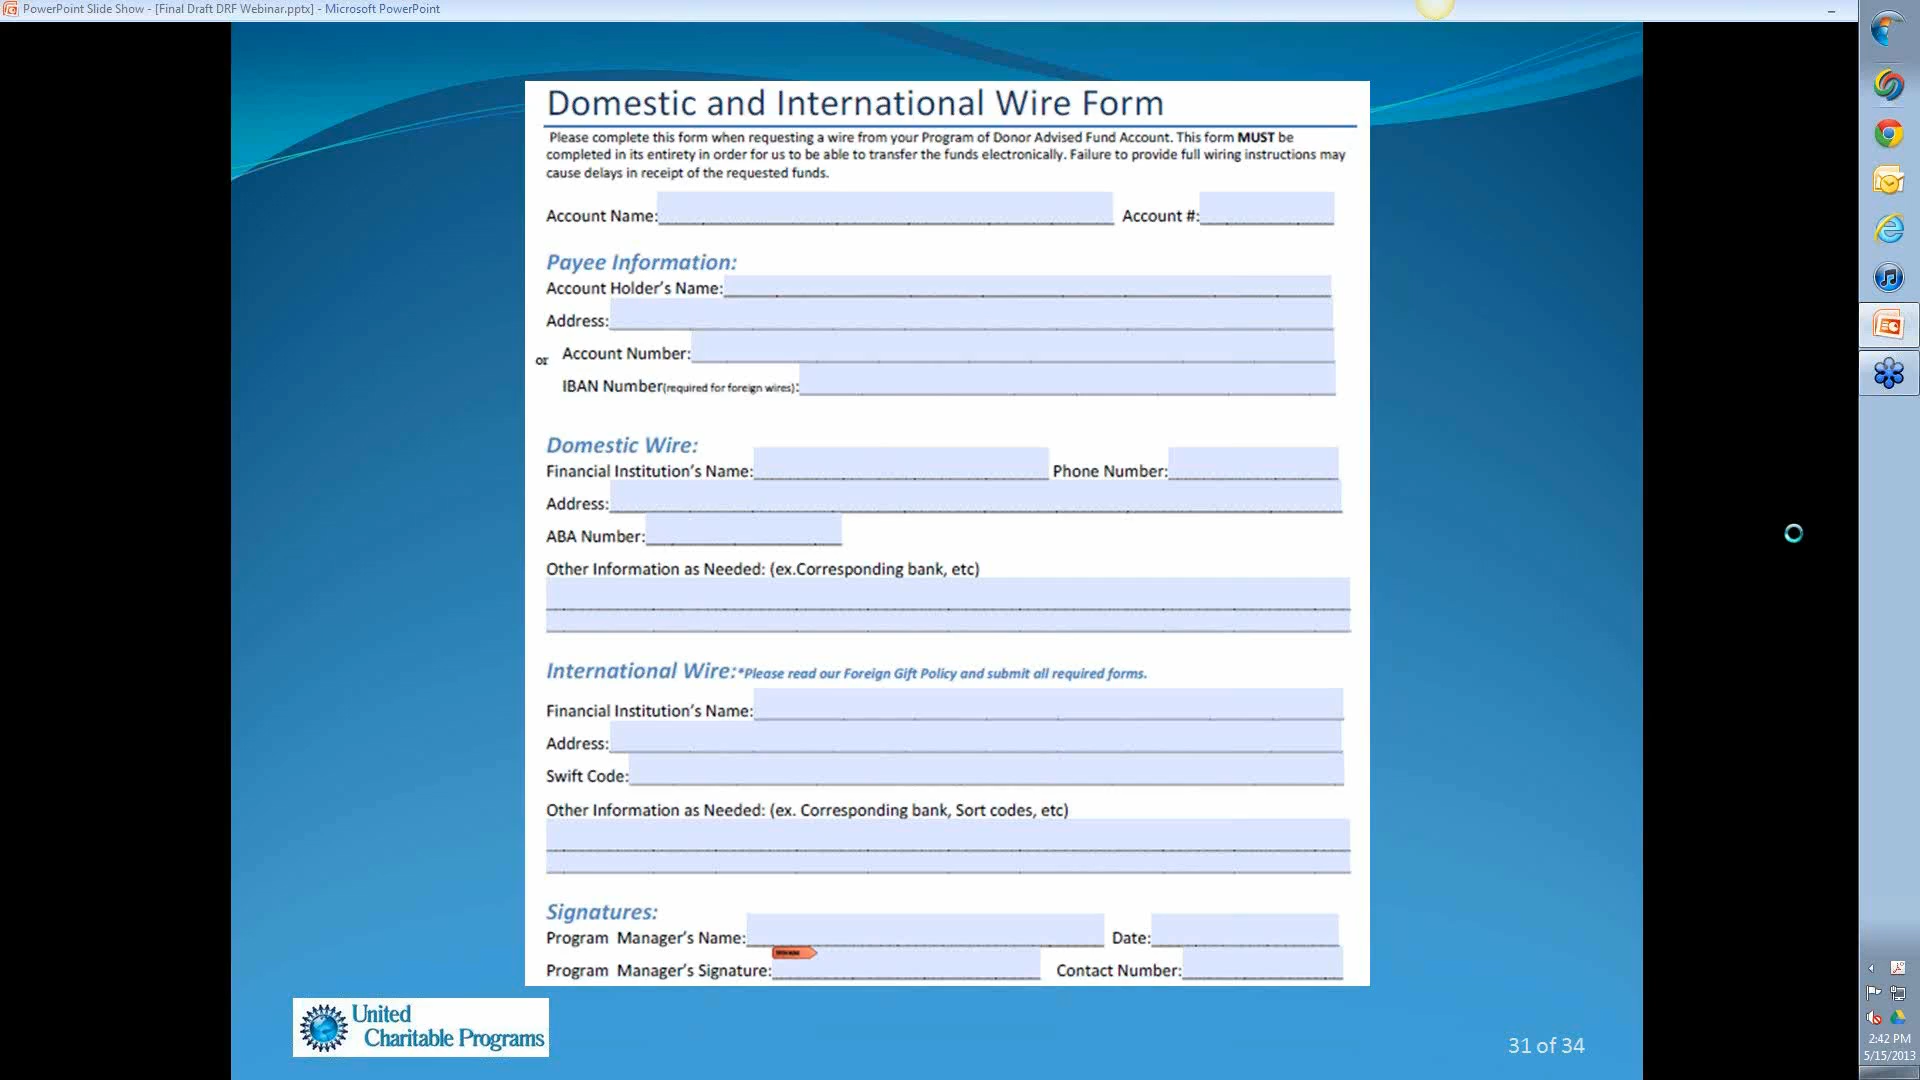 PowerPoint Slide Show - [Final Draft DRF Webinar.pptx] - Microsoft PowerPoint
Domestic and International Wire Form
Please complete this form when requesting a wire from your Program of Donor Advised Fund Account. This form MUST be
completed in its entirety in order for us to be able to transfer the funds electronically. Failure to provide full wiring instructions may
cause delays in receipt of the requested funds.
Account Name: Account #:
Payee Information:
Account Holder's Name:
Address:
or Account Number:
IBAN Number(required for foreign wires):
Domestic Wire:
Financial Institution's Name: Phone Number:
Address:
ABA Number:
Other Information as Needed: (ex.Corresponding bank, etc)
International Wire:*Please read our Foreign Gift Policy and submit all required forms.
Financial Institution's Name:
Address:
Swift Code:
Other Information as Needed: (ex. Corresponding bank, Sort codes, etc)
Signatures:
Program Manager's Name: Date:
Program Manager's Signature: Contact Number:
United
Charitable Programs
31 of 34
2:42 PM
5/15/2013